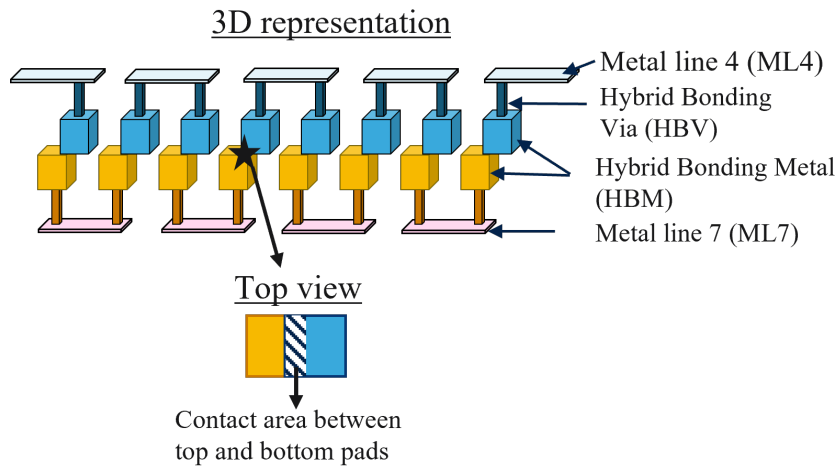 3D representation
Metal line 4 (ML4)
Hybrid Bonding
Via (HBV)
Hybrid Bonding Metal
(HBM)
Metal line 7 (ML7)
Top view
Contact area between
top and bottom pads